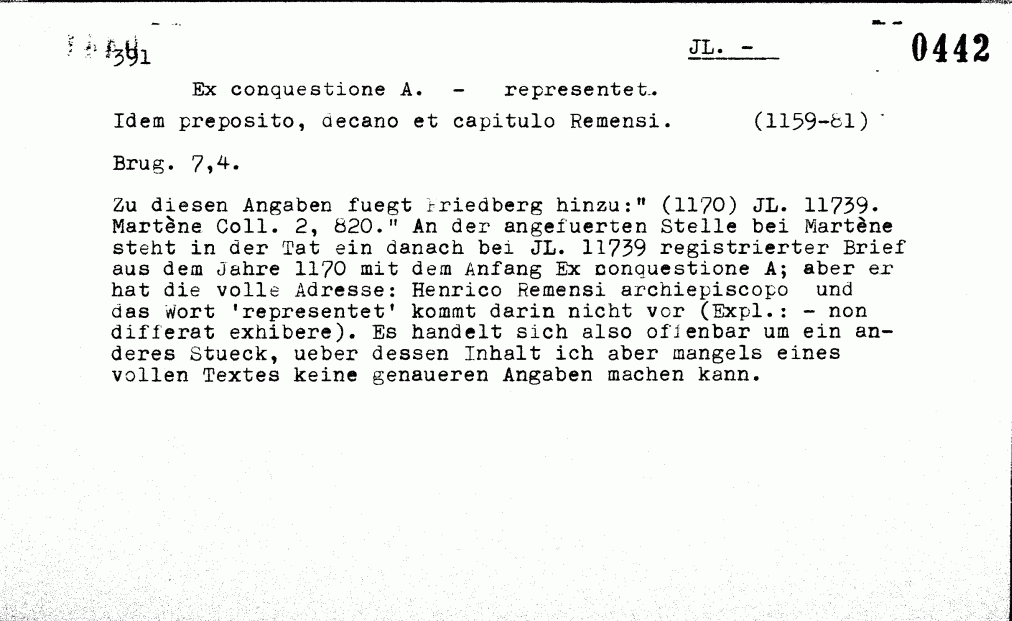 391 JL. - 0442
Ex conquestione A. - representet.
Idem preposito, decano et capitulo Remensi. (1159-81)
Brug. 7,4.
Zu diesen Angaben fuegt Friedberg hinzu:" (1170) JL. 11739.
Martène Coll. 2, 820." An der angefuerten Stelle bei Martène
steht in der Tat ein danach bei JL. 11739 registrierter Brief
aus dem Jahre 1170 mit dem Anfang Ex conquestione A; aber er
hat die volle Adresse: Henrico Remensi archiepiscopo und
das Wort 'representet' kommt darin nicht vor (Expl.: - non
differat exhibere). Es handelt sich also offenbar um ein an-
deres Stueck, ueber dessen Inhalt ich aber mangels eines
vollen Textes keine genaueren Angaben machen kann.